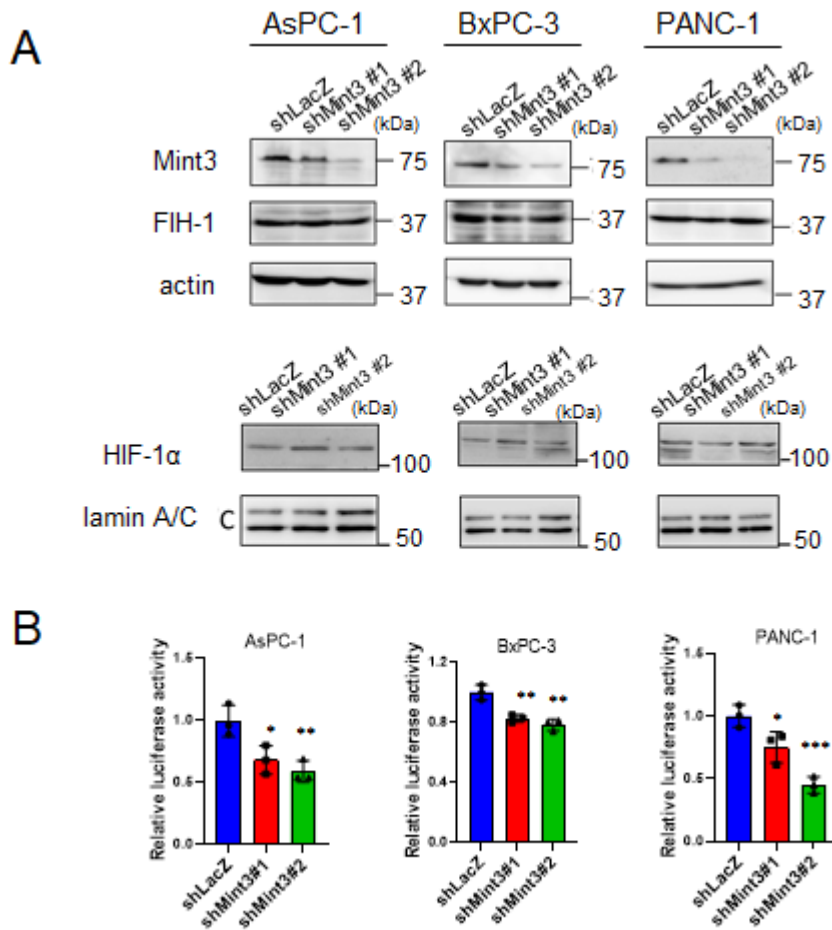 A
AsPC-1 BxPC-3 PANC-1
shLacZ shMint3 #1 shMint3 #2 (kDa) shLacZ shMint3 #1 shMint3 #2 (kDa) shLacZ shMint3 #1 shMint3 #2 (kDa)
Mint3 75 75 75
FIH-1 37 37 37
actin 37 37 37
shLacZ shMint3 #1 shMint3 #2 (kDa) shLacZ shMint3 #1 shMint3 #2 (kDa) shLacZ shMint3 #1 shMint3 #2 (kDa)
HIF-1α 100 100 100
lamin A/C C 50 50 50
B
AsPC-1
Relative luciferase activity
1.5
1.0
0.5
0.0
* **
shLacZ shMint3#1 shMint3#2
BxPC-3
Relative luciferase activity
1.2
0.8
0.4
0.0
** **
shLacZ shMint3#1 shMint3#2
PANC-1
Relative luciferase activity
1.5
1.0
0.5
0.0
* ***
shLacZ shMint3#1 shMint3#2